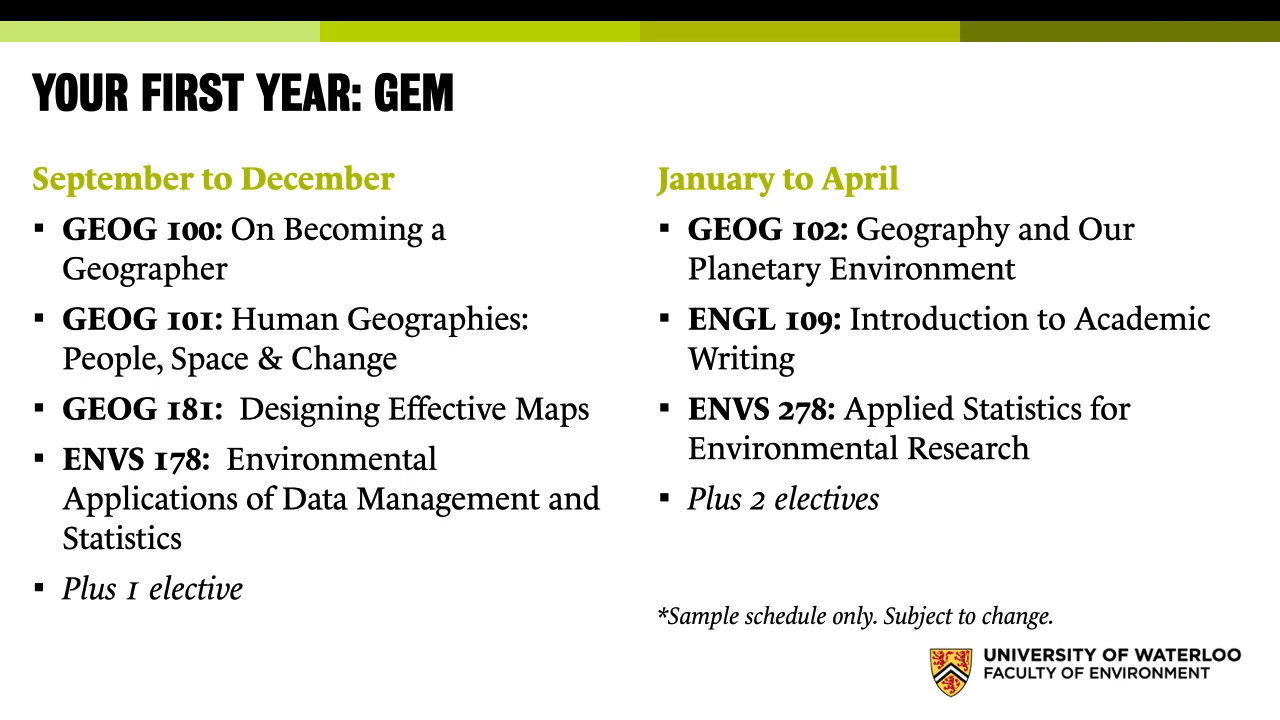 YOUR FIRST YEAR: GEM
September to December
▪ GEOG 100: On Becoming a
Geographer
▪ GEOG 101: Human Geographies:
People, Space & Change
▪ GEOG 181:  Designing Effective Maps
▪ ENVS 178:  Environmental
Applications of Data Management and
Statistics
▪ Plus 1 elective
January to April
▪ GEOG 102: Geography and Our
Planetary Environment
▪ ENGL 109: Introduction to Academic
Writing
▪ ENVS 278: Applied Statistics for
Environmental Research
▪ Plus 2 electives
*Sample schedule only. Subject to change.
UNIVERSITY OF WATERLOO
FACULTY OF ENVIRONMENT